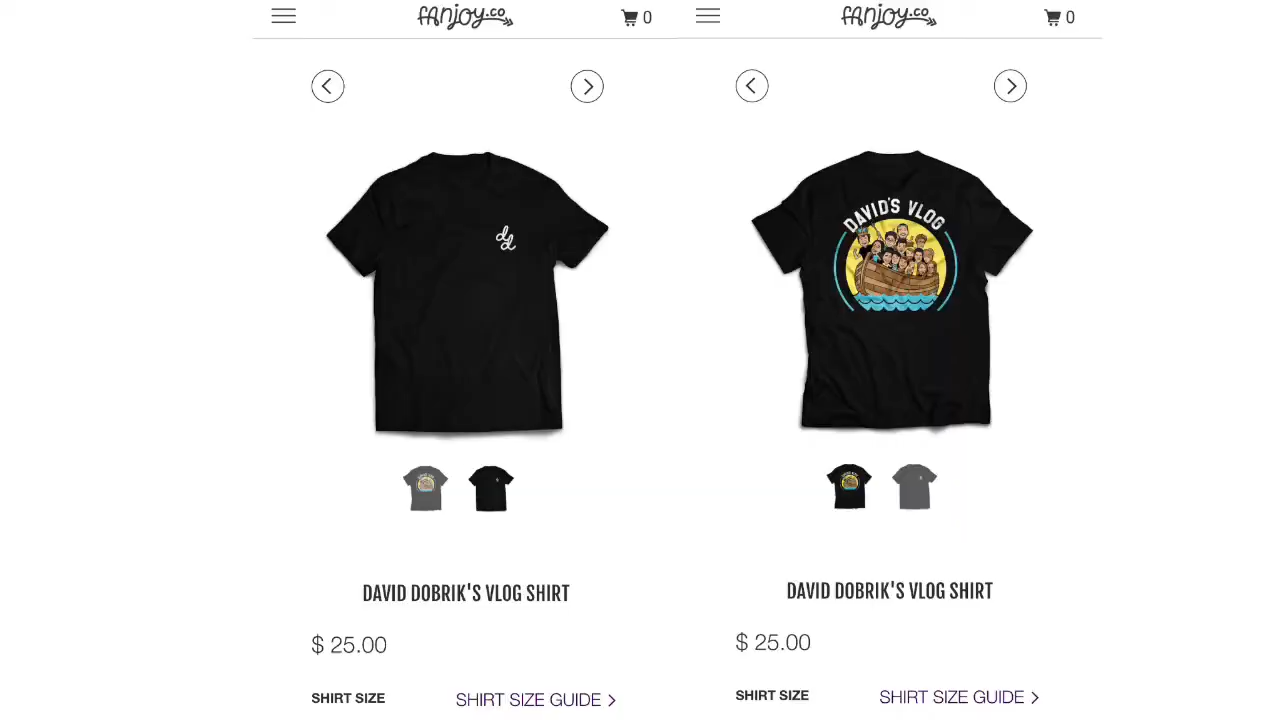 FANJOY.CO
0
dd
DAVID DOBRIK'S VLOG SHIRT
$ 25.00
SHIRT SIZE
SHIRT SIZE GUIDE >
FANJOY.CO
0
DAVID'S VLOG
DAVID DOBRIK'S VLOG SHIRT
$ 25.00
SHIRT SIZE
SHIRT SIZE GUIDE >